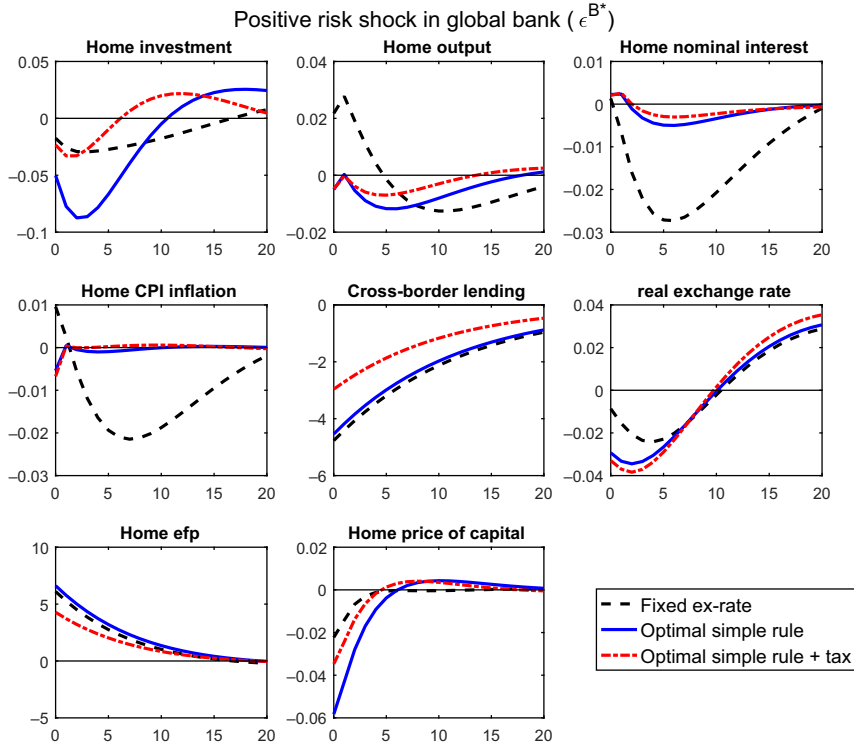 Positive risk shock in global bank ( ϵ^B* )
Home investment
0.05
0
−0.05
−0.1
0 5 10 15 20
Home output
0.04
0.02
0
−0.02
0 5 10 15 20
Home nominal interest
0.01
0
−0.01
−0.02
−0.03
0 5 10 15 20
Home CPI inflation
0.01
0
−0.01
−0.02
−0.03
0 5 10 15 20
Cross-border lending
0
−2
−4
−6
0 5 10 15 20
real exchange rate
0.04
0.02
0
−0.02
−0.04
0 5 10 15 20
Home efp
10
5
0
−5
0 5 10 15 20
Home price of capital
0.02
0
−0.02
−0.04
−0.06
0 5 10 15 20
Fixed ex-rate
Optimal simple rule
Optimal simple rule + tax